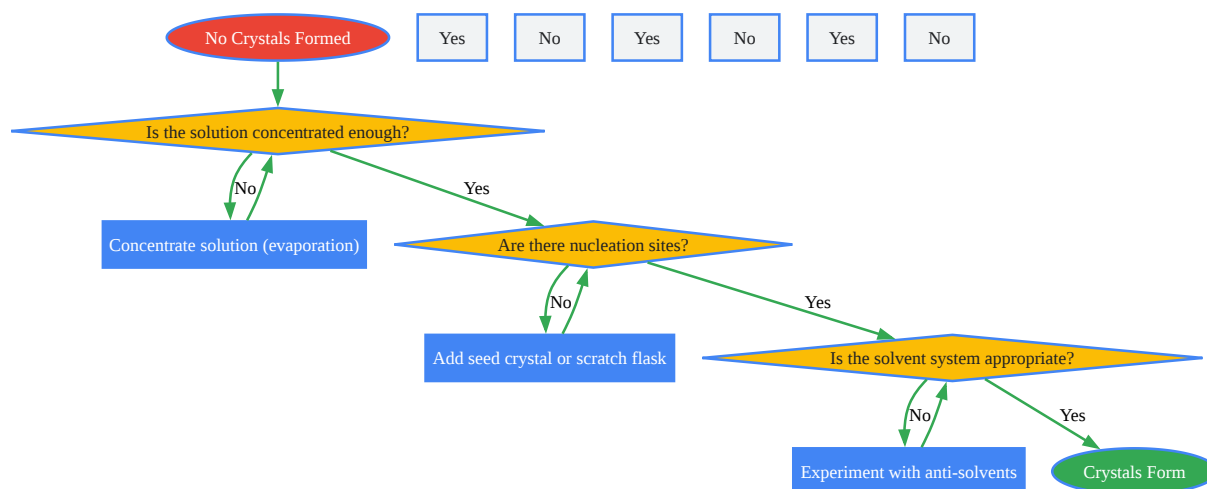 No Crystals Formed
Yes
No
Yes
No
Yes
No
Is the solution concentrated enough?
No
Yes
Concentrate solution (evaporation)
Are there nucleation sites?
No
Yes
Add seed crystal or scratch flask
Is the solvent system appropriate?
No
Yes
Experiment with anti-solvents
Crystals Form